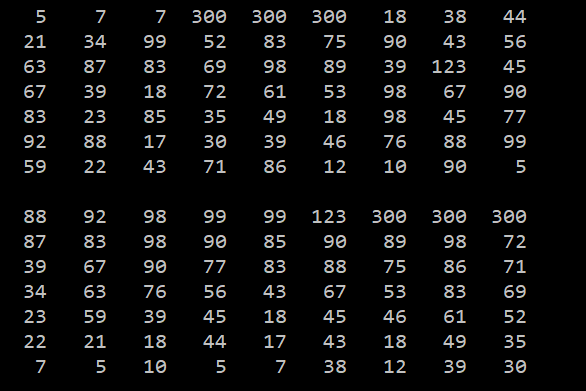 5 7 7 300 300 300 18 38 44
21 34 99 52 83 75 90 43 56
63 87 83 69 98 89 39 123 45
67 39 18 72 61 53 98 67 90
83 23 85 35 49 18 98 45 77
92 88 17 30 39 46 76 88 99
59 22 43 71 86 12 10 90 5
88 92 98 99 99 123 300 300 300
87 83 98 90 85 90 89 98 72
39 67 90 77 83 88 75 86 71
34 63 76 56 43 67 53 83 69
23 59 39 45 18 45 46 61 52
22 21 18 44 17 43 18 49 35
7 5 10 5 7 38 12 39 30